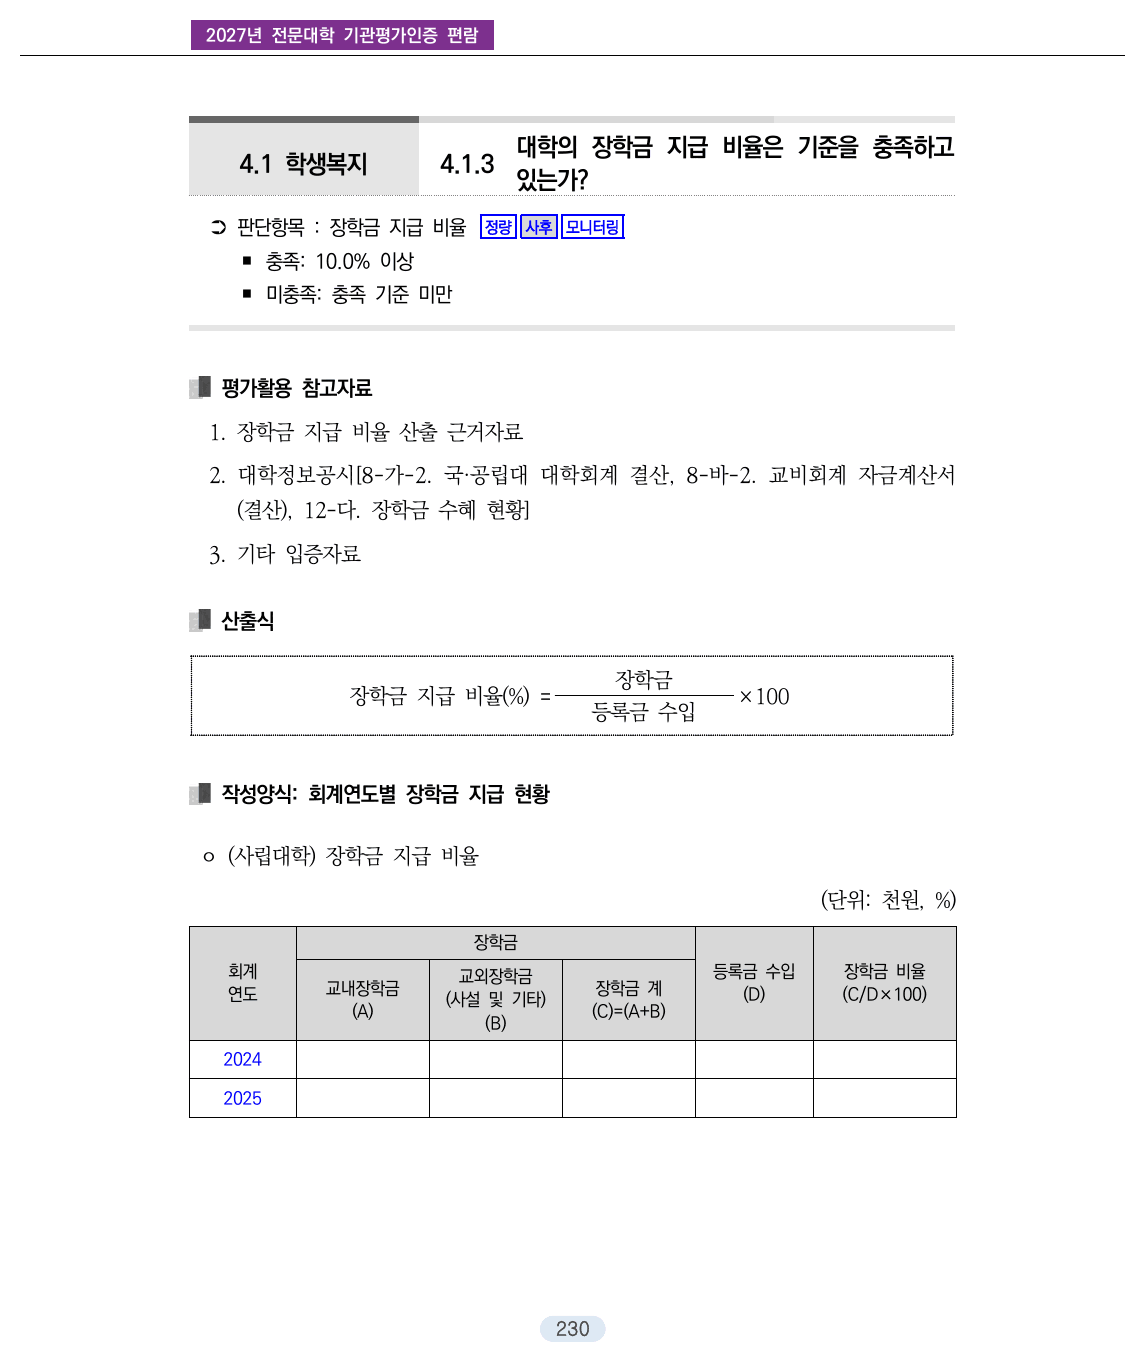 2027년 전문대학 기관평가인증 편람
4.1 학생복지
4.1.3
대학의 장학금 지급 비율은 기준을 충족하고
있는가?
➲ 판단항목 : 장학금 지급 비율 정량 사후 모니터링
■ 충족: 10.0% 이상
■ 미충족: 충족 기준 미만
평가활용 참고자료
1. 장학금 지급 비율 산출 근거자료
2. 대학정보공시[8-가-2. 국·공립대 대학회계 결산, 8-바-2. 교비회계 자금계산서
(결산), 12-다. 장학금 수혜 현황]
3. 기타 입증자료
산출식
장학금
장학금 지급 비율(%) = ×100
등록금 수입
작성양식: 회계연도별 장학금 지급 현황
ㅇ (사립대학) 장학금 지급 비율
(단위: 천원, %)
회계
연도
장학금
교내장학금
(A)
교외장학금
(사설 및 기타)
(B)
장학금 계
(C)=(A+B)
등록금 수입
(D)
장학금 비율
(C/D×100)
2024
2025
230